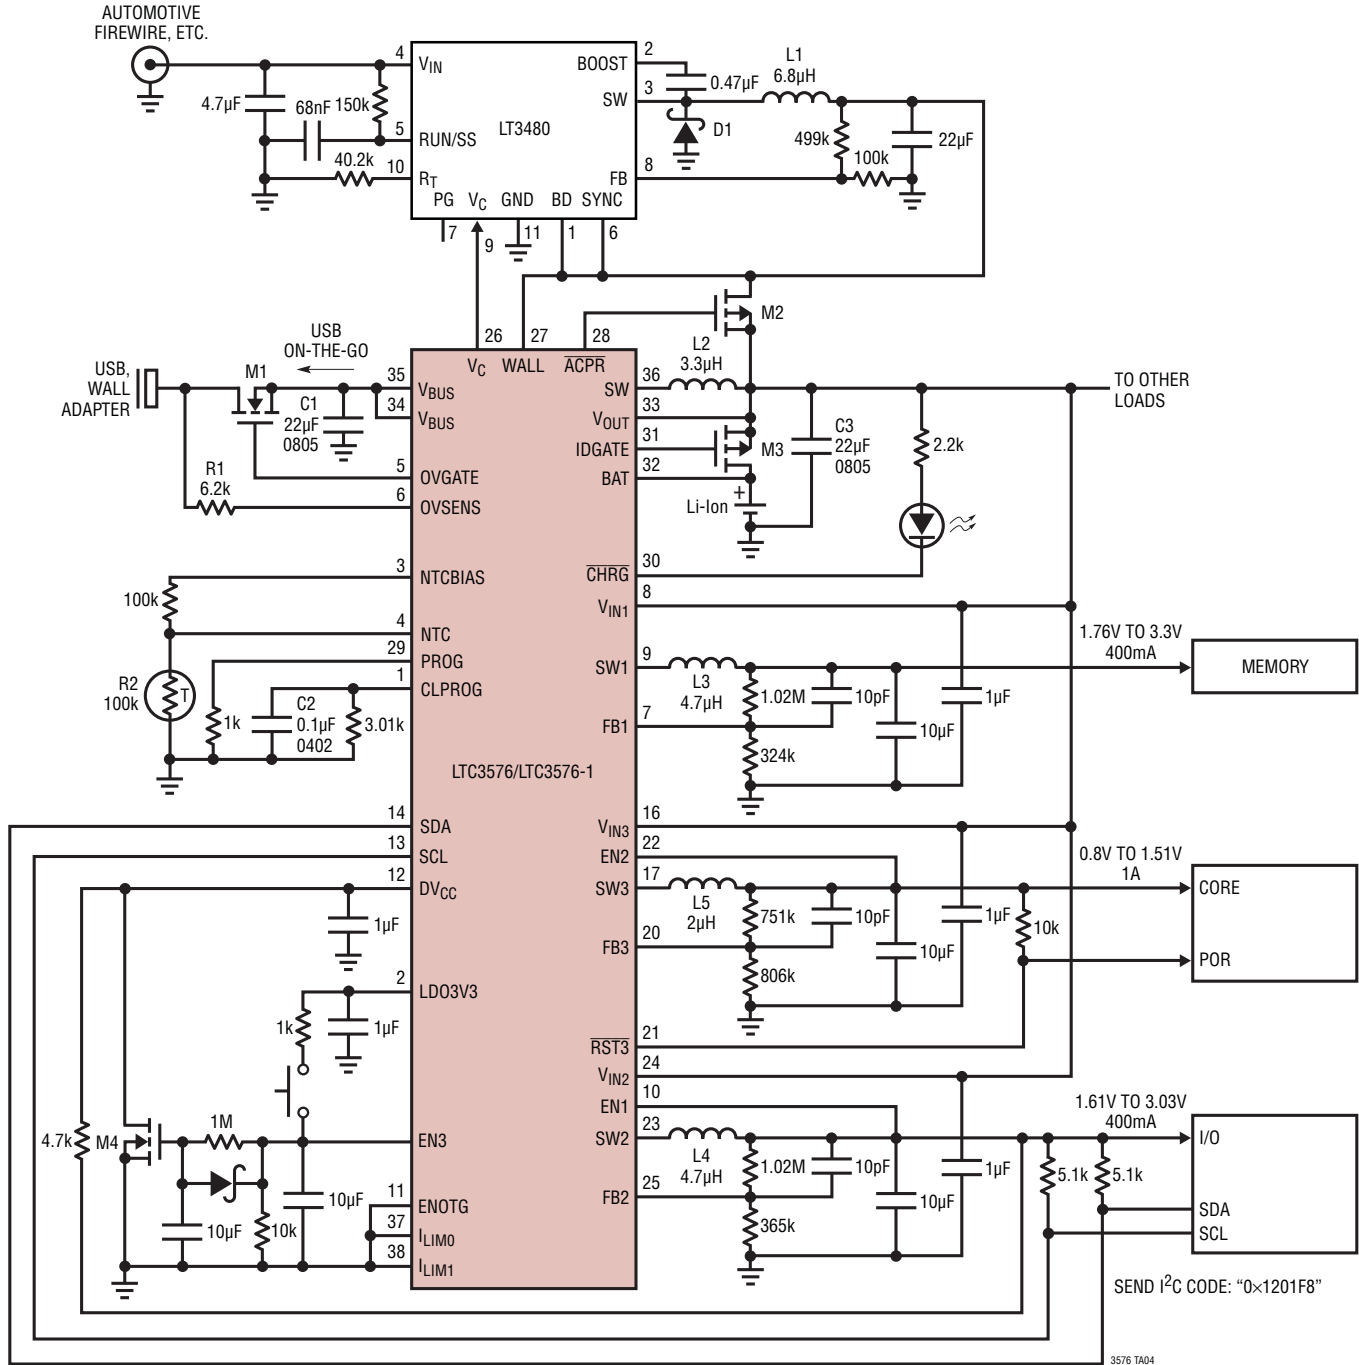 AUTOMOTIVE
FIREWIRE, ETC.
4
VIN
BOOST
2
0.47µF
L1
6.8µH
4.7µF
68nF
150k
SW
3
D1
LT3480
5
RUN/SS
499k
100k
22µF
40.2k
10
RT
FB
8
PG
VC
GND
BD
SYNC
7
9
11
1
6
M2
USB
ON-THE-GO
26
27
28
VC
WALL
ACPR
L2
3.3µH
USB,
WALL
ADAPTER
M1
35
VBUS
SW
36
TO OTHER
LOADS
C1
22µF
0805
34
VBUS
VOUT
33
IDGATE
31
M3
C3
22µF
0805
2.2k
R1
6.2k
5
OVGATE
BAT
32
6
OVSENS
Li-Ion
+
3
NTCBIAS
CHRG
30
100k
VIN1
8
4
NTC
29
PROG
SW1
9
1.76V TO 3.3V
400mA
MEMORY
1
CLPROG
L3
4.7µH
1.02M
10pF
1µF
R2
100k
T
1k
C2
0.1µF
0402
3.01k
FB1
7
10µF
324k
LTC3576/LTC3576-1
14
SDA
VIN3
16
13
SCL
EN2
22
0.8V TO 1.51V
1A
12
DVCC
SW3
17
CORE
L5
2µH
751k
10pF
1µF
10k
1µF
FB3
20
10µF
POR
806k
2
LDO3V3
1k
1µF
RST3
21
VIN2
24
EN1
10
1.61V TO 3.03V
400mA
4.7k
M4
1M
EN3
SW2
23
I/O
L4
4.7µH
1.02M
10pF
1µF
5.1k
5.1k
11
ENOTG
FB2
25
10µF
SDA
10µF
10k
10µF
37
ILIM0
365k
SCL
38
ILIM1
SEND I2C CODE: “0×1201F8”
3576 TA04